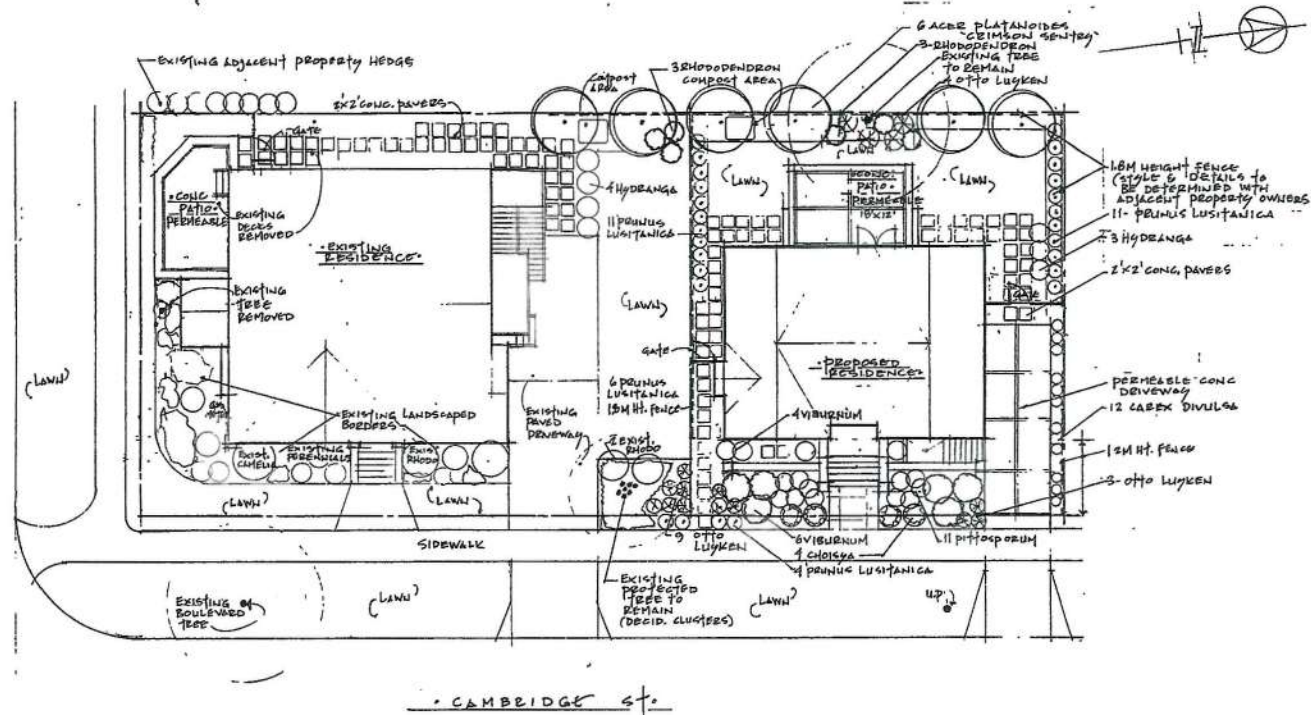 6 ACER PLATANOIDES
"CRIMSON SENTRY"
3-RHODODENDRON
EXISTING TREE
TO REMAIN
4 OTTO LUYKEN
EXISTING ADJACENT PROPERTY HEDGE
COMPOST
AREA
3 RHODODENDRON
COMPOST AREA
2'X2' CONC. PAVERS
GATE
CONC.
PATIO
PERMEABLE
EXISTING
DECKS
REMOVED
EXISTING
RESIDENCE
4 HYDRANGA
11 PRUNUS
LUSITANICA
(LAWN)
(LAWN)
CONC.
PATIO
PERMEABLE
18'X12'
(LAWN)
1.8M HEIGHT FENCE
(STYLE & DETAILS TO
BE DETERMINED WITH
ADJACENT PROPERTY OWNERS
11- PRUNUS LUSITANICA
3 HYDRANGA
2'X2' CONC. PAVERS
GATE
EXISTING
TREE
REMOVED
(LAWN)
(LAWN)
GATE
PROPOSED
RESIDENCE
6 PRUNUS
LUSITANICA
1.8M HT. FENCE
EXISTING
PAVED
DRIVEWAY
EXISTING LANDSCAPED
BORDERS
4 VIBURNUM
PERMEABLE CONC
DRIVEWAY
12 CAREX DIVULSA
1.2M HT. FENCE
3- OTTO LUYKEN
EXIST.
CMELIA
EXISTING
PERENNIALS
EXIST.
RHODO
2 EXIST.
RHODO
(LAWN)
(LAWN)
SIDEWALK
9 OTTO
LUYKEN
6 VIBURNUM
4 CHOISYA
4 PRUNUS LUSITANICA
11 PITTOSPORUM
EXISTING
BOULEVARD
TREE
(LAWN)
EXISTING
PROTECTED
TREE TO
REMAIN
(DECID. CLUSTERS)
(LAWN)
U.P.
CAMBRIDGE St.